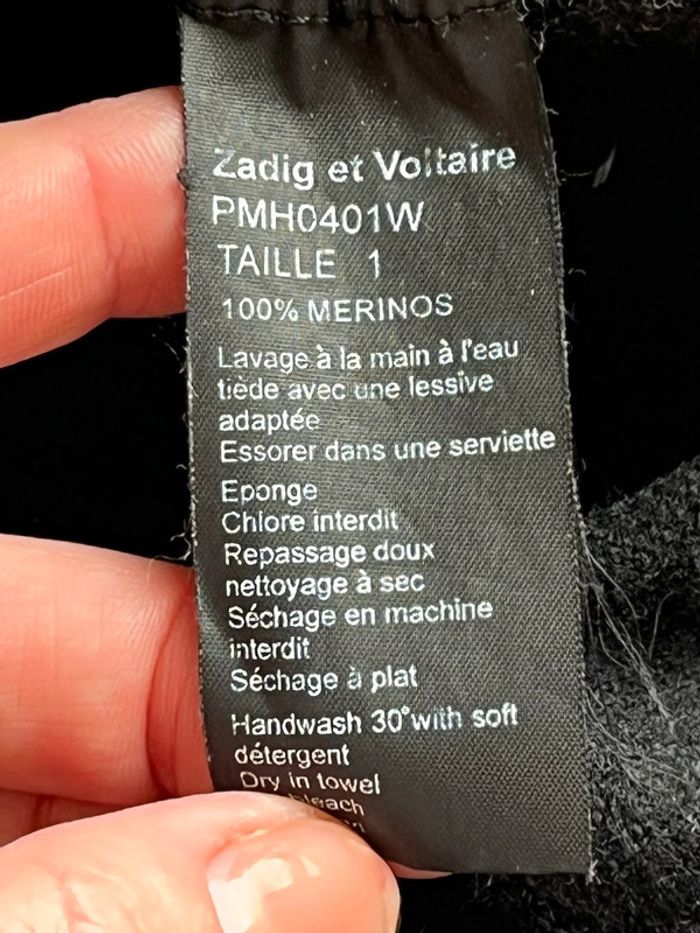 Zadig et Voltaire
PMH0401W
TAILLE 1
100% MERINOS
Lavage à la main à l'eau
tiède avec une lessive
adaptée
Essorer dans une serviette
Eponge
Chlore interdit
Repassage doux
nettoyage à sec
Séchage en machine
interdit
Séchage à plat
Handwash 30°with soft
détergent
Dry in towel
bleach